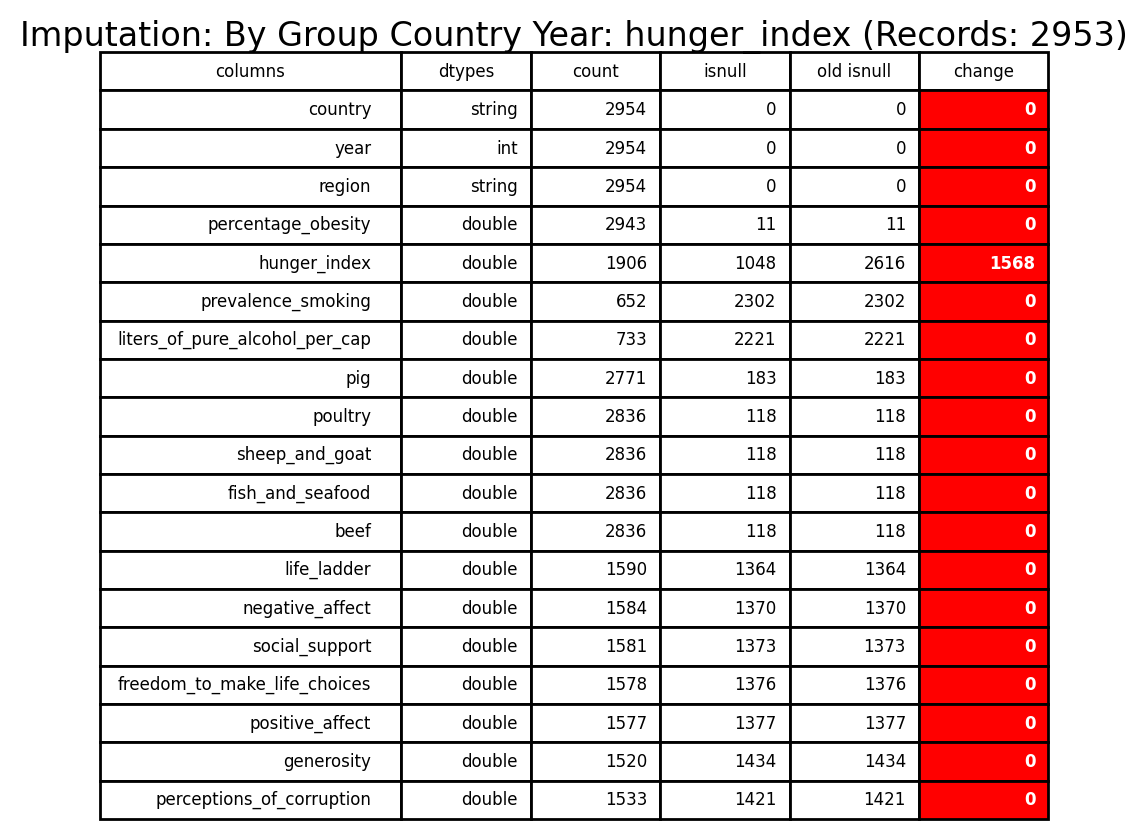 Imputation: By Group Country Year: hunger_index (Records: 2953)
columns dtypes count isnull old isnull change
country string 2954 0 0 0
year int 2954 0 0 0
region string 2954 0 0 0
percentage_obesity double 2943 11 11 0
hunger_index double 1906 1048 2616 1568
prevalence_smoking double 652 2302 2302 0
liters_of_pure_alcohol_per_cap double 733 2221 2221 0
pig double 2771 183 183 0
poultry double 2836 118 118 0
sheep_and_goat double 2836 118 118 0
fish_and_seafood double 2836 118 118 0
beef double 2836 118 118 0
life_ladder double 1590 1364 1364 0
negative_affect double 1584 1370 1370 0
social_support double 1581 1373 1373 0
freedom_to_make_life_choices double 1578 1376 1376 0
positive_affect double 1577 1377 1377 0
generosity double 1520 1434 1434 0
perceptions_of_corruption double 1533 1421 1421 0